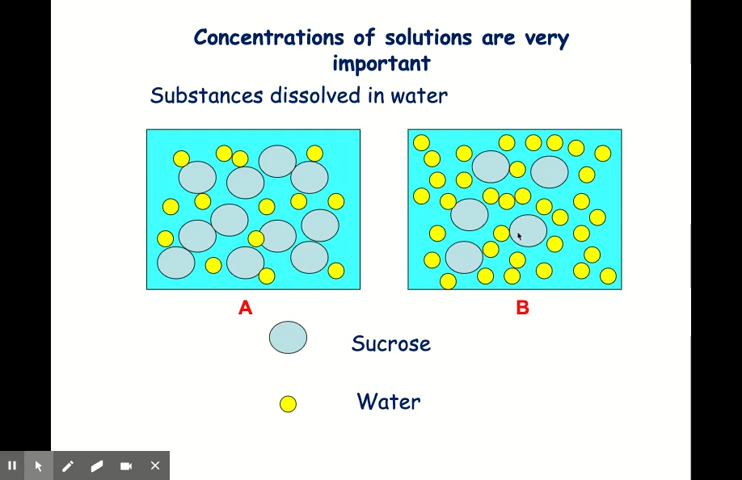 Concentrations of solutions are very
important
Substances dissolved in water
A
B
Sucrose
Water